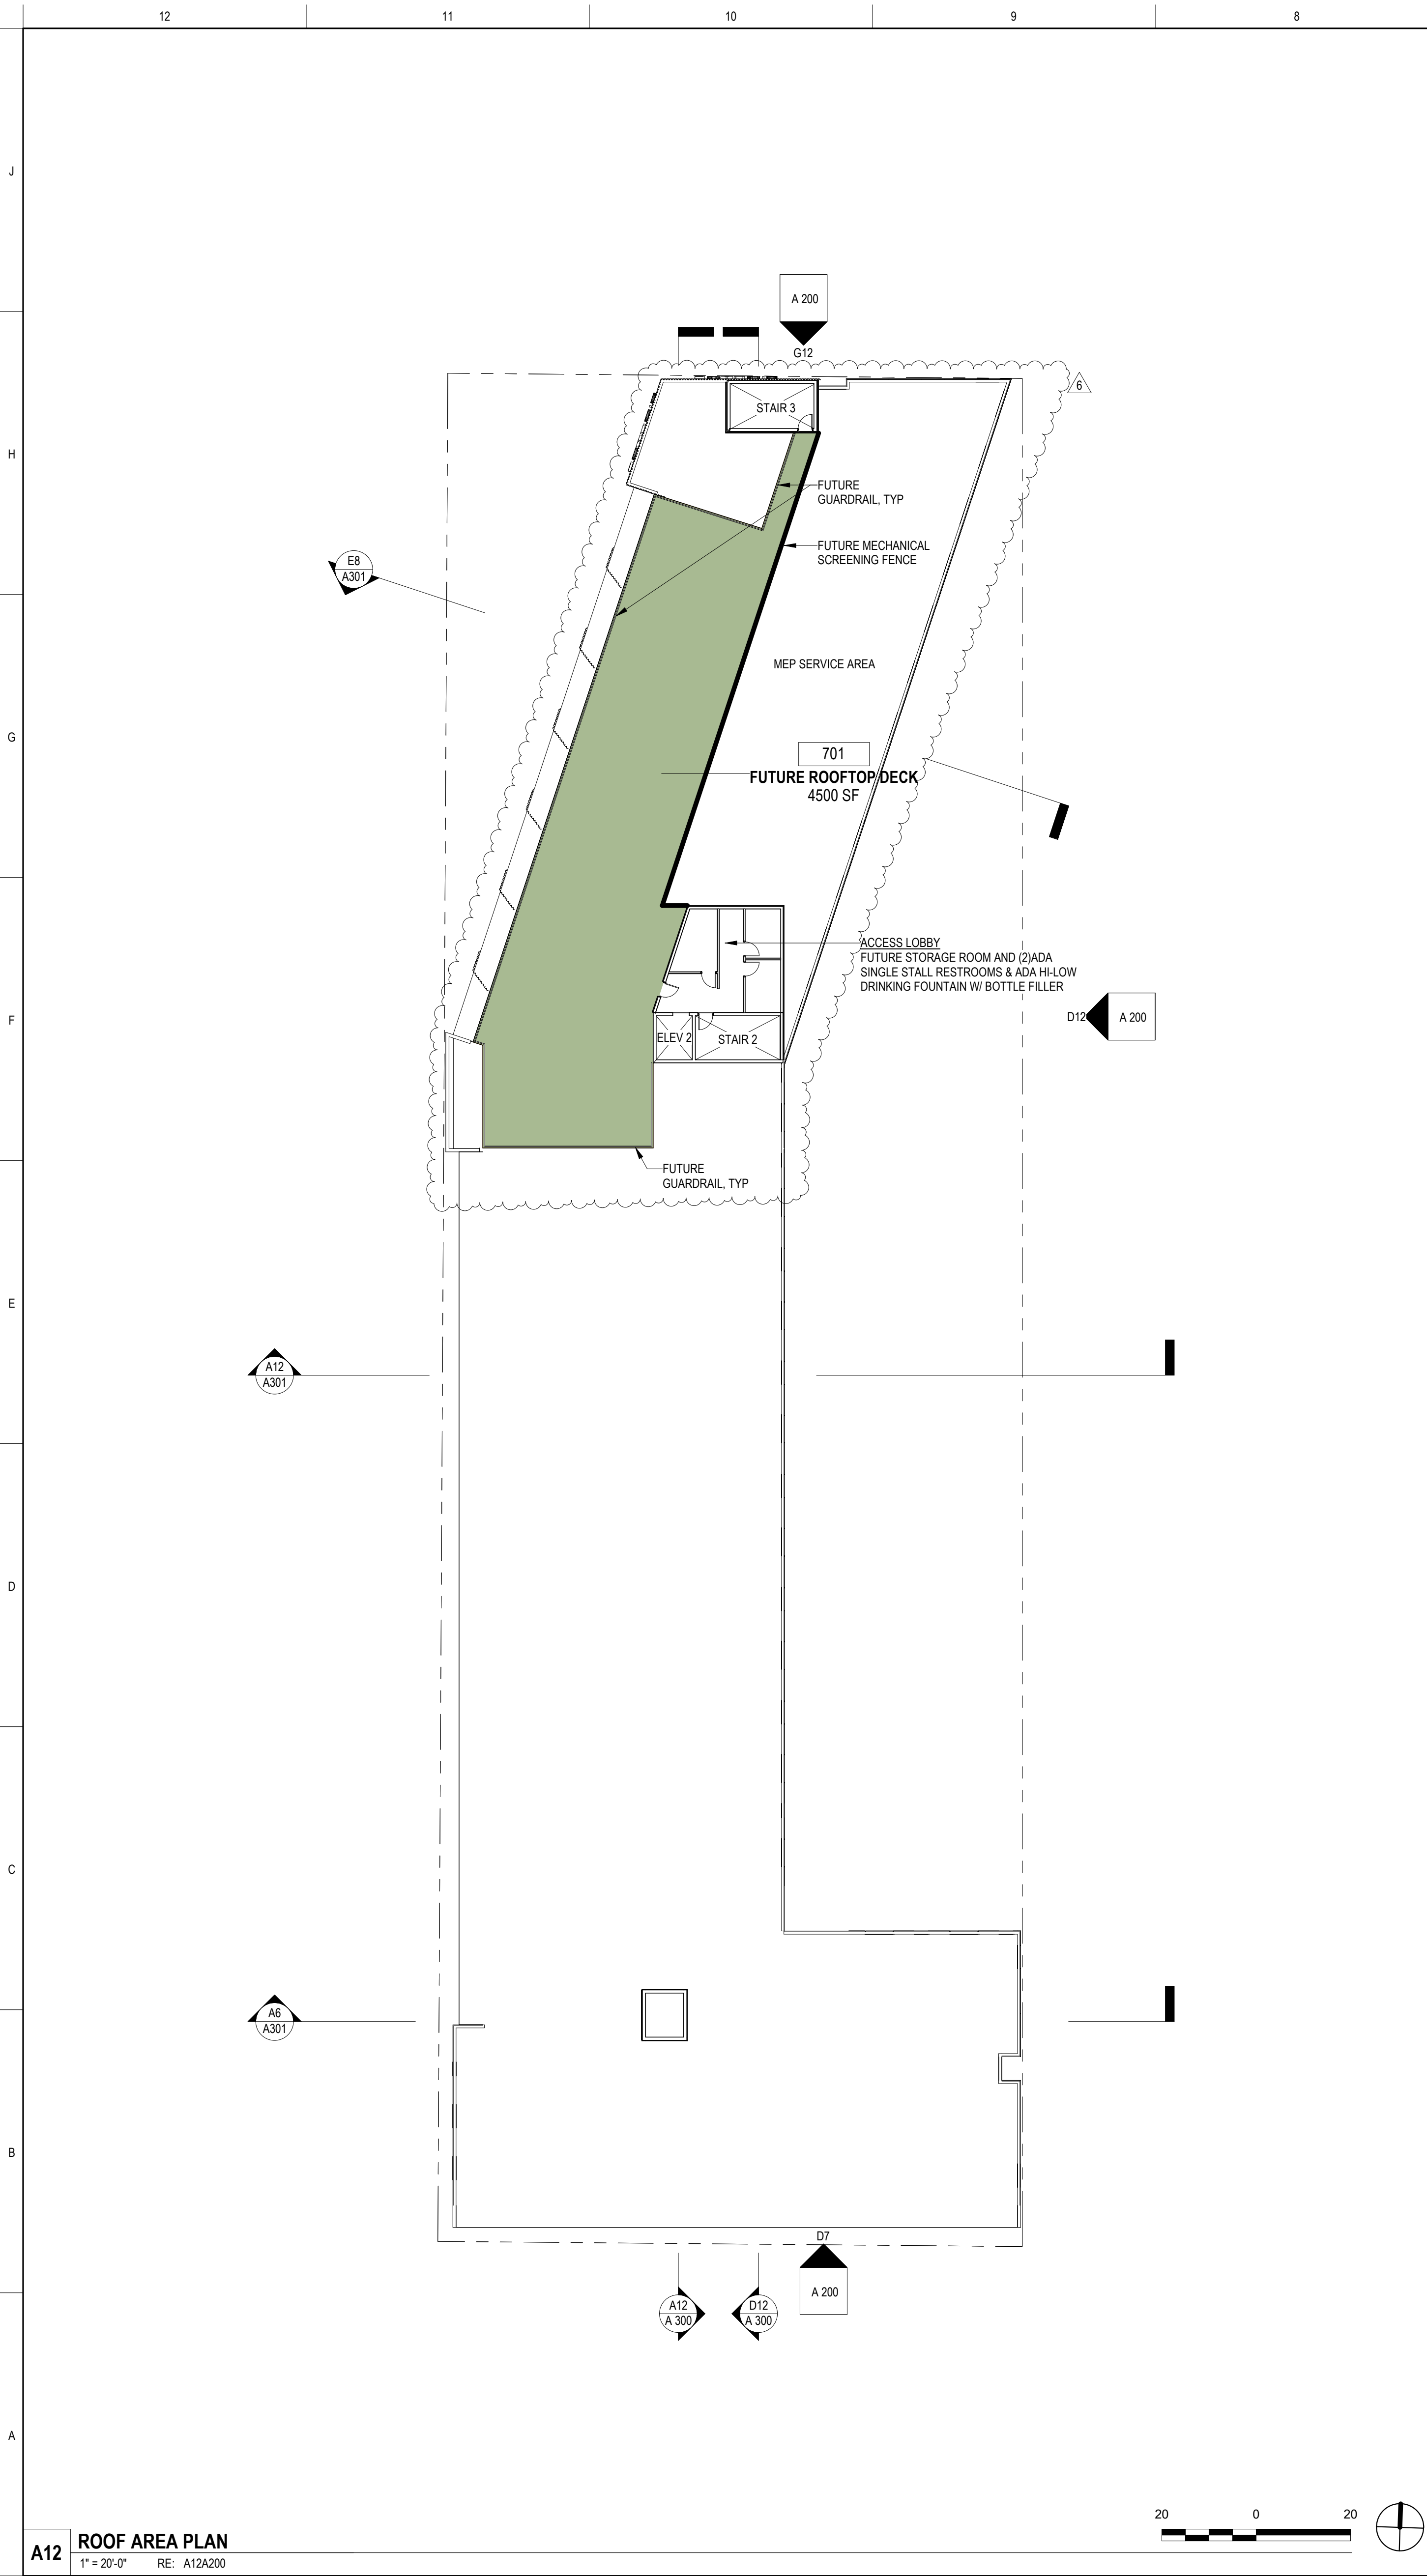 12 11 10 9 8
J
A 200
G12
6
STAIR 3
H
FUTURE
GUARDRAIL, TYP
FUTURE MECHANICAL
SCREENING FENCE
E8
A301
MEP SERVICE AREA
G
701
FUTURE ROOFTOP DECK
4500 SF
ACCESS LOBBY
FUTURE STORAGE ROOM AND (2)ADA
SINGLE STALL RESTROOMS & ADA HI-LOW
DRINKING FOUNTAIN W/ BOTTLE FILLER
F
D12
A 200
ELEV 2
STAIR 2
FUTURE
GUARDRAIL, TYP
E
A12
A301
D
C
A6
A301
B
D7
A 200
A12
A 300
D12
A 300
A
20 0 20
A12
ROOF AREA PLAN
1" = 20'-0" RE: A12A200